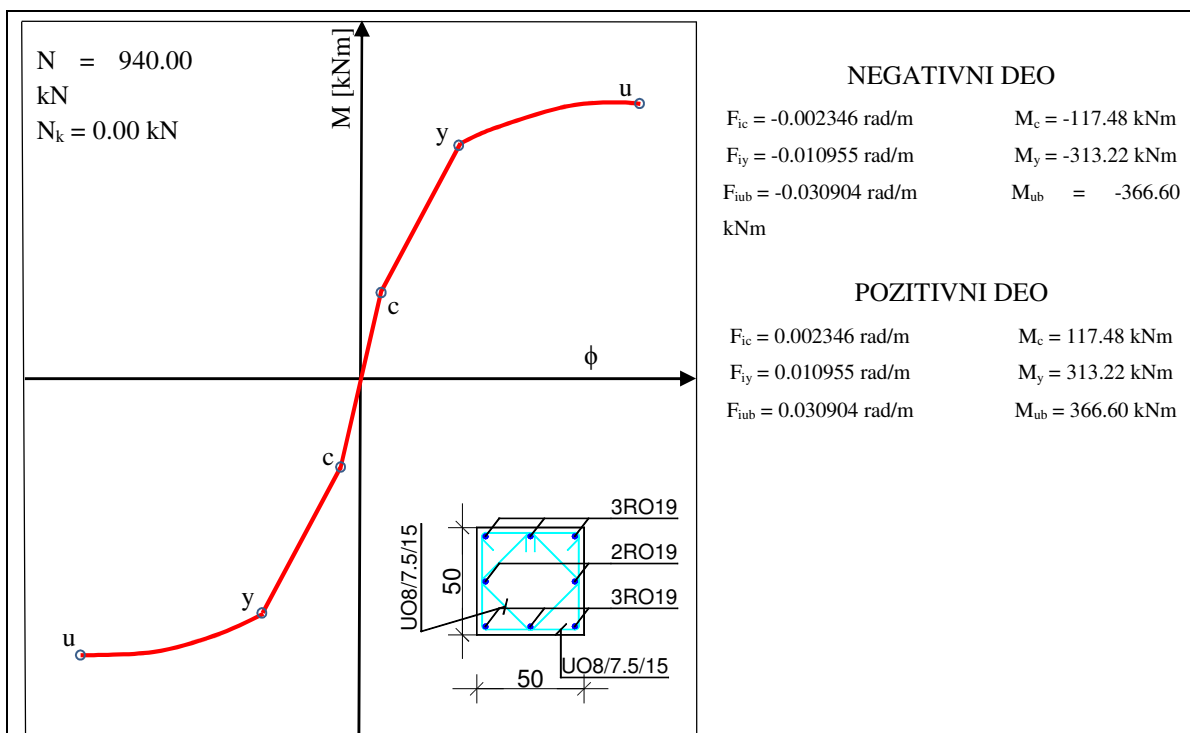 N = 940.00
kN
Nk = 0.00 kN
M [kNm]
u
y
c
ϕ
c
y
u
3RO19
2RO19
3RO19
UO8/7.5/15
50
UO8/7.5/15
50
NEGATIVNI DEO
Fic = -0.002346 rad/m Mc = -117.48 kNm
Fiy = -0.010955 rad/m My = -313.22 kNm
Fiub = -0.030904 rad/m Mub = -366.60
kNm
POZITIVNI DEO
Fic = 0.002346 rad/m Mc = 117.48 kNm
Fiy = 0.010955 rad/m My = 313.22 kNm
Fiub = 0.030904 rad/m Mub = 366.60 kNm